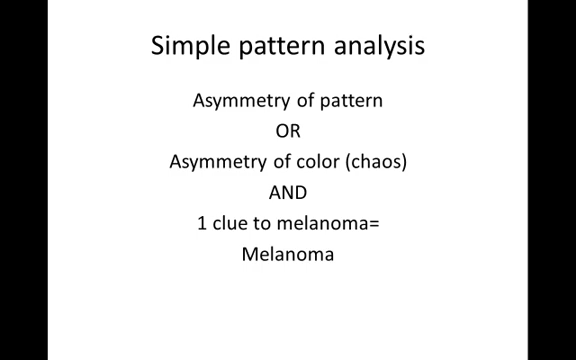 Simple pattern analysis
Asymmetry of pattern
OR
Asymmetry of color (chaos)
AND
1 clue to melanoma=
Melanoma